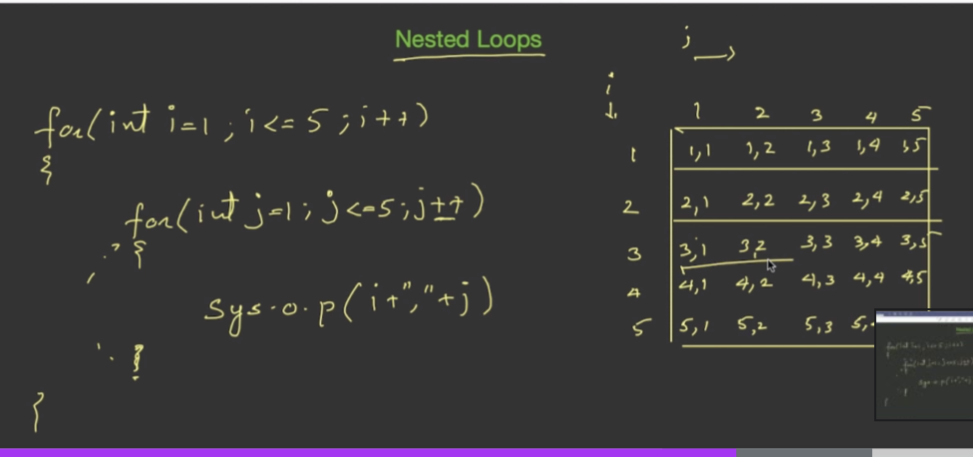 Nested Loops
for(int i=1 ; i<=5 ; i++)
{
for(int j=1 ; j<=5 ; j++)
{
sys.o.p(i+","+j)
}
}
j
i
1 2 3 4 5
1 1,1 1,2 1,3 1,4 1,5
2 2,1 2,2 2,3 2,4 2,5
3 3,1 3,2 3,3 3,4 3,5
4 4,1 4,2 4,3 4,4 4,5
5 5,1 5,2 5,3 5,